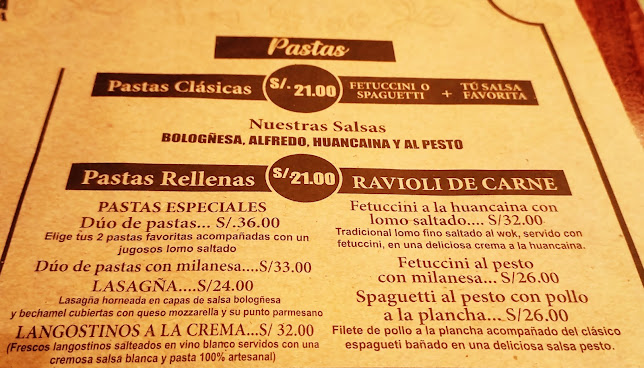 Pastas
Pastas Clásicas S/. 21.00 FETUCCINI O SPAGUETTI + TÚ SALSA FAVORITA
Nuestras Salsas
BOLOGÑESA, ALFREDO, HUANCAINA Y AL PESTO
Pastas Rellenas S/21.00 RAVIOLI DE CARNE
PASTAS ESPECIALES
Dúo de pastas... S/.36.00
Elige tus 2 pastas favoritas acompañadas con un
jugosos lomo saltado
Dúo de pastas con milanesa....S/33.00
LASAGÑA....S/24.00
Lasagña horneada en capas de salsa bologñesa
y bechamel cubiertas con queso mozzarella y su punto parmesano
LANGOSTINOS A LA CREMA...S/ 32.00
(Frescos langostinos salteados en vino blanco servidos con una
cremosa salsa blanca y pasta 100% artesanal)
Fetuccini a la huancaina con
lomo saltado.... S/32.00
Tradicional lomo fino saltado al wok, servido con
fetuccini, en una deliciosa crema a la huancaina.
Fetuccini al pesto
con milanesa... S/26.00
Spaguetti al pesto con pollo
a la plancha... S/26.00
Filete de pollo a la plancha acompañado del clásico
espagueti bañado en una deliciosa salsa pesto.